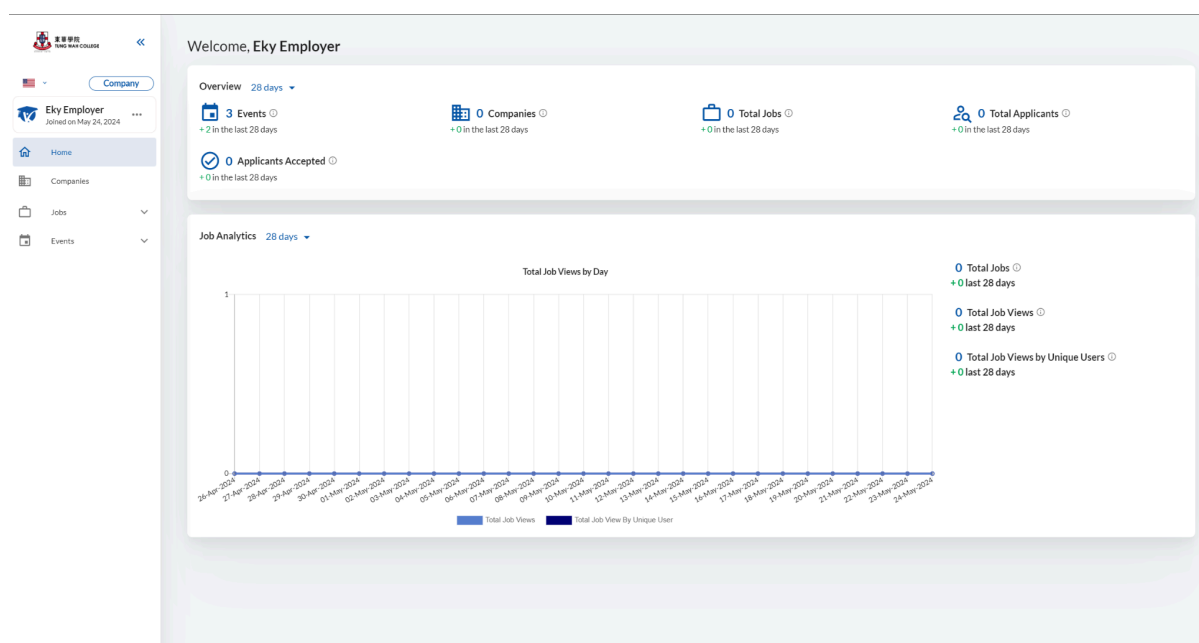 東華學院
TUNG WAH COLLEGE
Company
Eky Employer
Joined on May 24, 2024
Home
Companies
Jobs
Events
Welcome, Eky Employer
Overview 28 days
3 Events
+ 2 in the last 28 days
0 Companies
+ 0 in the last 28 days
0 Total Jobs
+ 0 in the last 28 days
0 Total Applicants
+ 0 in the last 28 days
0 Applicants Accepted
+ 0 in the last 28 days
Job Analytics 28 days
Total Job Views by Day
1
0
26-Apr-2024
27-Apr-2024
28-Apr-2024
29-Apr-2024
30-Apr-2024
01-May-2024
02-May-2024
03-May-2024
04-May-2024
05-May-2024
06-May-2024
07-May-2024
08-May-2024
09-May-2024
10-May-2024
11-May-2024
12-May-2024
13-May-2024
14-May-2024
15-May-2024
16-May-2024
17-May-2024
18-May-2024
19-May-2024
20-May-2024
21-May-2024
22-May-2024
23-May-2024
24-May-2024
Total Job Views
Total Job View By Unique User
0 Total Jobs
+ 0 last 28 days
0 Total Job Views
+ 0 last 28 days
0 Total Job Views by Unique Users
+ 0 last 28 days